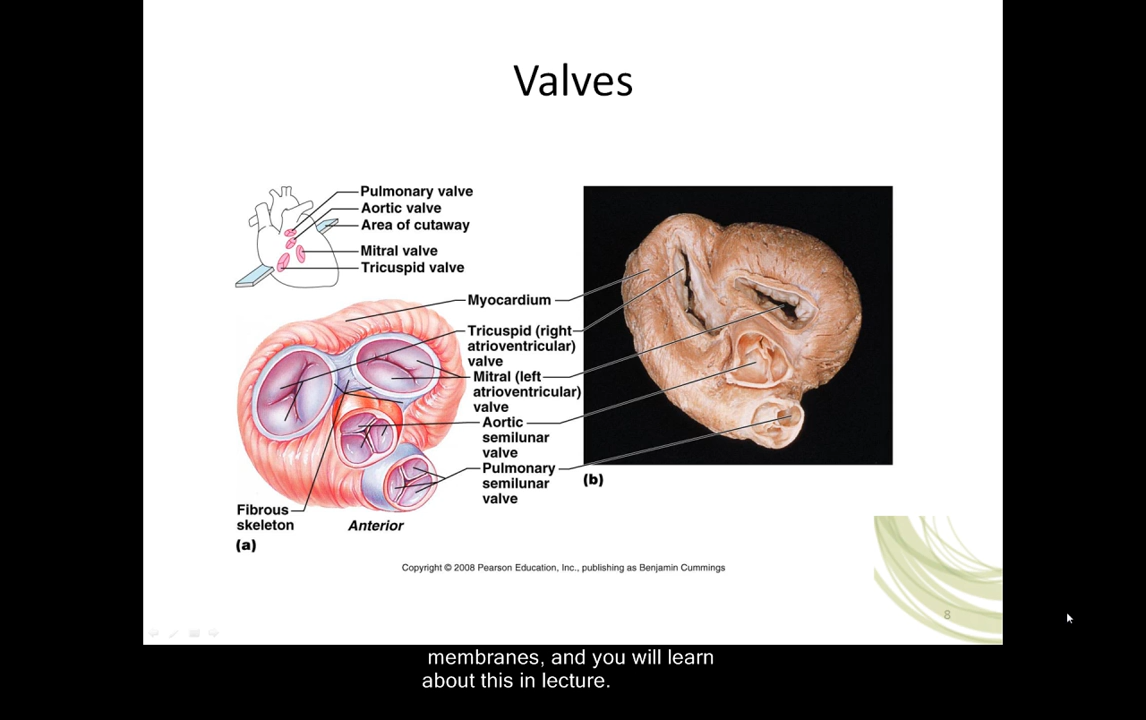 Valves
Pulmonary valve
Aortic valve
Area of cutaway
Mitral valve
Tricuspid valve
Myocardium
Tricuspid (right
atrioventricular)
valve
Mitral (left
atrioventricular)
valve
Aortic
semilunar
valve
Pulmonary
semilunar
valve
(b)
Fibrous
skeleton
Anterior
(a)
Copyright © 2008 Pearson Education, Inc., publishing as Benjamin Cummings
8
membranes, and you will learn
about this in lecture.